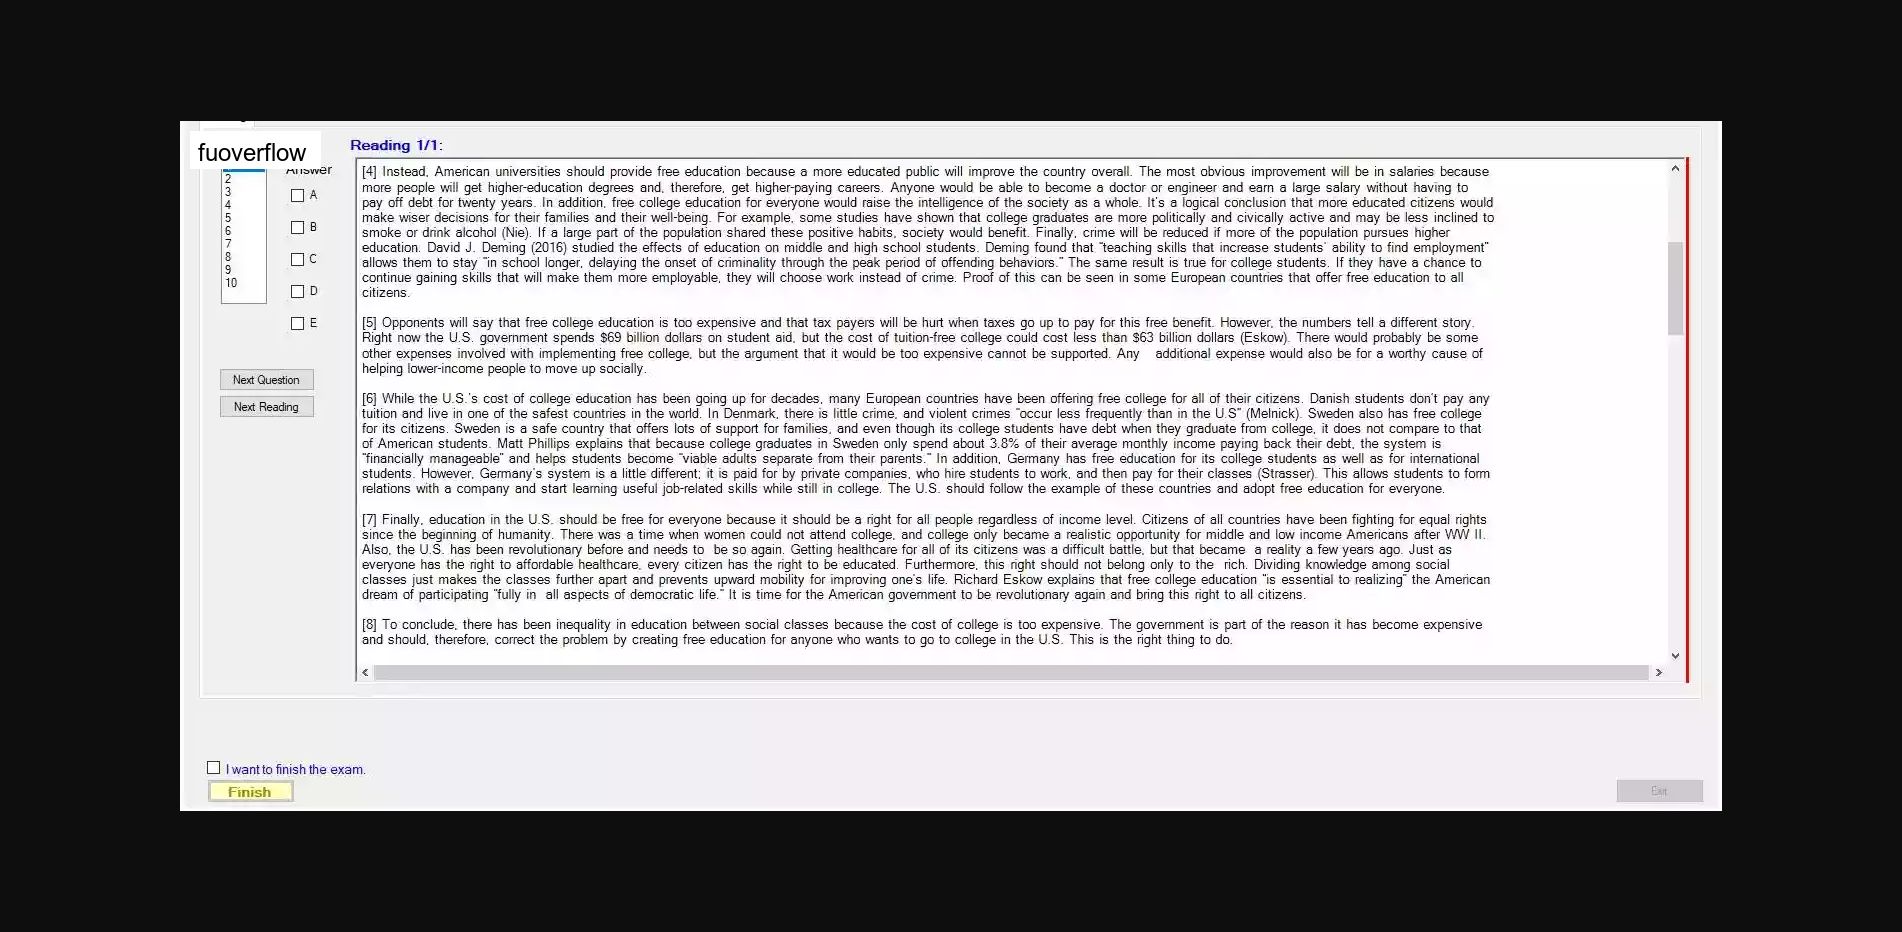 fuoverflow
Reading 1/1:
Answer
2
3
4
5
6
7
8
9
10
A
B
C
D
E
Next Question
Next Reading
[4] Instead, American universities should provide free education because a more educated public will improve the country overall. The most obvious improvement will be in salaries because
more people will get higher-education degrees and, therefore, get higher-paying careers. Anyone would be able to become a doctor or engineer and earn a large salary without having to
pay off debt for twenty years. In addition, free college education for everyone would raise the intelligence of the society as a whole. It's a logical conclusion that more educated citizens would
make wiser decisions for their families and their well-being. For example, some studies have shown that college graduates are more politically and civically active and may be less inclined to
smoke or drink alcohol (Nie). If a large part of the population shared these positive habits, society would benefit. Finally, crime will be reduced if more of the population pursues higher
education. David J. Deming (2016) studied the effects of education on middle and high school students. Deming found that "teaching skills that increase students' ability to find employment"
allows them to stay "in school longer, delaying the onset of criminality through the peak period of offending behaviors." The same result is true for college students. If they have a chance to
continue gaining skills that will make them more employable, they will choose work instead of crime. Proof of this can be seen in some European countries that offer free education to all
citizens.
[5] Opponents will say that free college education is too expensive and that tax payers will be hurt when taxes go up to pay for this free benefit. However, the numbers tell a different story.
Right now the U.S. government spends $69 billion dollars on student aid, but the cost of tuition-free college could cost less than $63 billion dollars (Eskow). There would probably be some
other expenses involved with implementing free college, but the argument that it would be too expensive cannot be supported. Any additional expense would also be for a worthy cause of
helping lower-income people to move up socially.
[6] While the U.S.'s cost of college education has been going up for decades, many European countries have been offering free college for all of their citizens. Danish students don't pay any
tuition and live in one of the safest countries in the world. In Denmark, there is little crime, and violent crimes "occur less frequently than in the U.S" (Melnick). Sweden also has free college
for its citizens. Sweden is a safe country that offers lots of support for families, and even though its college students have debt when they graduate from college, it does not compare to that
of American students. Matt Phillips explains that because college graduates in Sweden only spend about 3.8% of their average monthly income paying back their debt, the system is
"financially manageable" and helps students become "viable adults separate from their parents." In addition, Germany has free education for its college students as well as for international
students. However, Germany's system is a little different; it is paid for by private companies, who hire students to work, and then pay for their classes (Strasser). This allows students to form
relations with a company and start learning useful job-related skills while still in college. The U.S. should follow the example of these countries and adopt free education for everyone.
[7] Finally, education in the U.S. should be free for everyone because it should be a right for all people regardless of income level. Citizens of all countries have been fighting for equal rights
since the beginning of humanity. There was a time when women could not attend college, and college only became a realistic opportunity for middle and low income Americans after WW II.
Also, the U.S. has been revolutionary before and needs to be so again. Getting healthcare for all of its citizens was a difficult battle, but that became a reality a few years ago. Just as
everyone has the right to affordable healthcare, every citizen has the right to be educated. Furthermore, this right should not belong only to the rich. Dividing knowledge among social
classes just makes the classes further apart and prevents upward mobility for improving one's life. Richard Eskow explains that free college education "is essential to realizing" the American
dream of participating "fully in all aspects of democratic life." It is time for the American government to be revolutionary again and bring this right to all citizens.
[8] To conclude, there has been inequality in education between social classes because the cost of college is too expensive. The government is part of the reason it has become expensive
and should, therefore, correct the problem by creating free education for anyone who wants to go to college in the U.S. This is the right thing to do.
I want to finish the exam.
Finish
Exit